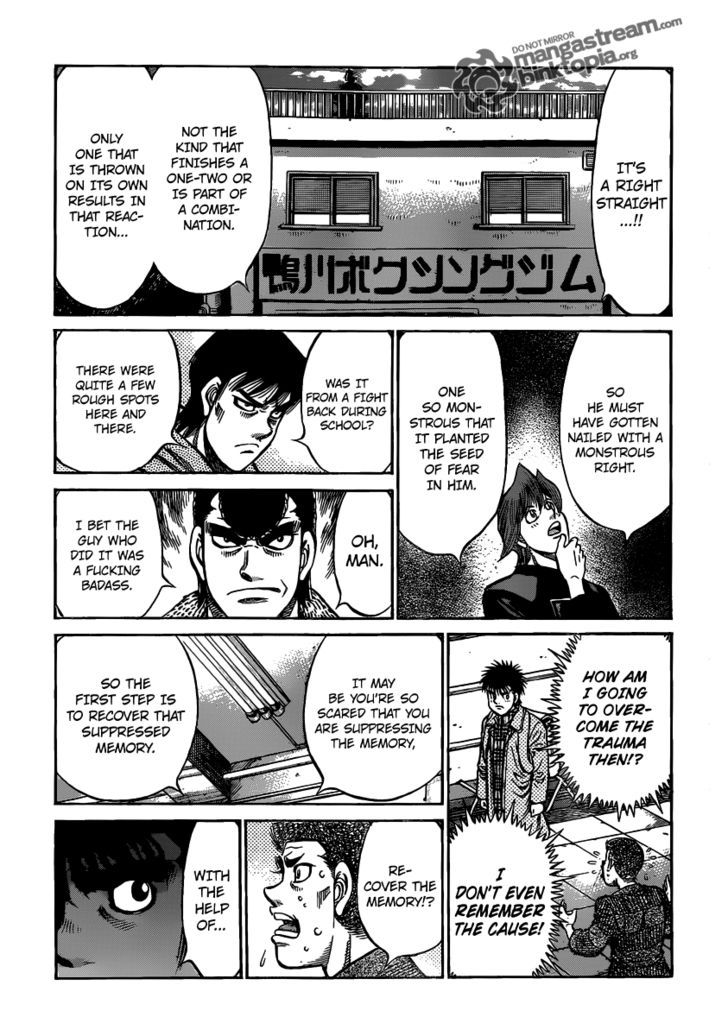 DO NOT MIRROR
mangastream.com
binktopia.org
IT'S
A RIGHT
STRAIGHT
...!!
NOT THE
KIND THAT
FINISHES A
ONE-TWO OR
IS PART OF
A COMBI-
NATION.
ONLY
ONE THAT
IS THROWN
ON ITS OWN
RESULTS IN
THAT REAC-
TION...
鴨川ボクシングジム
SO
HE MUST
HAVE GOTTEN
NAILED WITH A
MONSTROUS
RIGHT.
ONE
SO MON-
STROUS THAT
IT PLANTED
THE SEED
OF FEAR
IN HIM.
WAS IT
FROM A FIGHT
BACK DURING
SCHOOL?
THERE WERE
QUITE A FEW
ROUGH SPOTS
HERE AND
THERE.
OH,
MAN.
I BET THE
GUY WHO
DID IT WAS
A FUCKING
BADASS.
HOW AM
I GOING
TO OVER-
COME THE
TRAUMA
THEN!?
I
DON'T EVEN
REMEMBER
THE CAUSE!
IT MAY
BE YOU'RE SO
SCARED THAT YOU
ARE SUPPRESSING
THE MEMORY,
SO THE
FIRST STEP IS
TO RECOVER THAT
SUPPRESSED
MEMORY.
RE-
COVER THE
MEMORY!?
WITH
THE
HELP
OF...